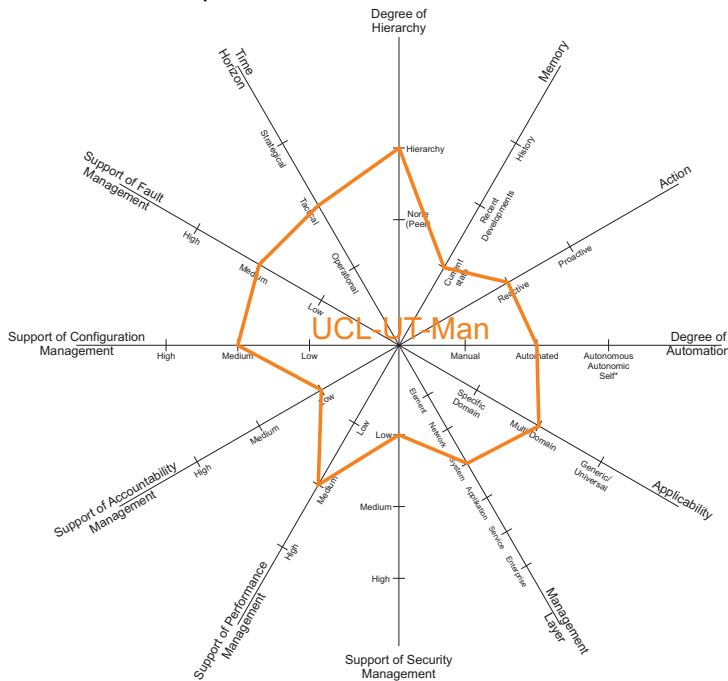 Degree of
Hierarchy
Time
Horizon
Memory
Strategical
History
Hierarchy
Support of Fault
Management
Action
Tactical
Recent
Developments
None
(Peer)
High
Proactive
Medium
Operational
Current
state
Reactive
Low
UCL-UT-Man
Support of Configuration
Management
High
Medium
Low
Manual
Automated
Autonomous
Autonomic
Self*
Degree of
Automation
Low
Element
Specific
Domain
Medium
Low
Low
Network
Multi Domain
High
System
Generic/
Universal
Support of Accountability
Management
Medium
Medium
Applikation
Applicability
High
Service
High
Enterprise
Support of Performance
Management
Management
Layer
Support of Security
Management